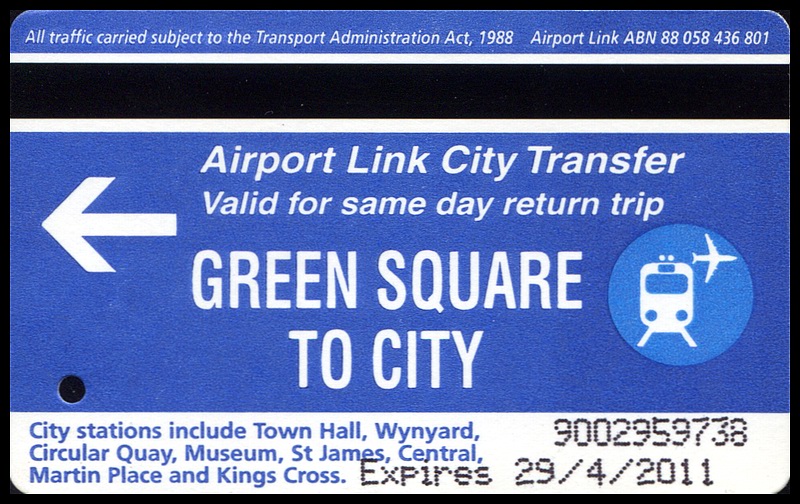 All traffic carried subject to the Transport Administration Act, 1988 Airport Link ABN 88 058 436 801
Airport Link City Transfer
Valid for same day return trip
GREEN SQUARE
TO CITY
City stations include Town Hall, Wynyard,
Circular Quay, Museum, St James, Central,
Martin Place and Kings Cross.
9002959738
Expires 29/4/2011